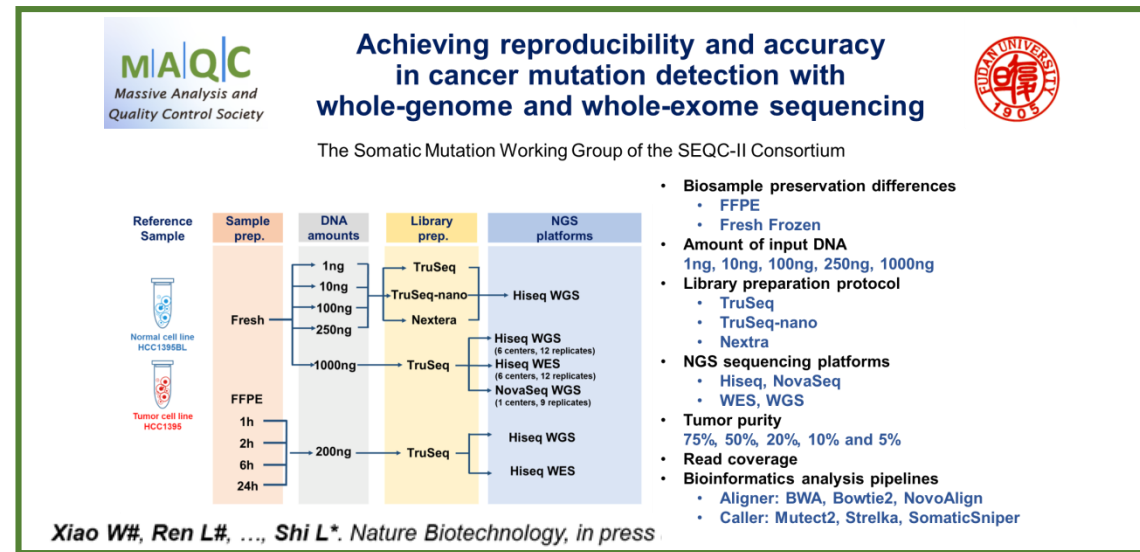 MAQC
Massive Analysis and
Quality Control Society
Achieving reproducibility and accuracy
in cancer mutation detection with
whole-genome and whole-exome sequencing
FUDAN UNIVERSITY
1905
The Somatic Mutation Working Group of the SEQC-II Consortium
Reference
Sample
Sample
prep.
DNA
amounts
Library
prep.
NGS
platforms
Normal cell line
HCC1395BL
Tumor cell line
HCC1395
Fresh
1ng
10ng
100ng
250ng
1000ng
TruSeq
TruSeq-nano
Nextera
Hiseq WGS
TruSeq
Hiseq WGS
(6 centers, 12 replicates)
Hiseq WES
(6 centers, 12 replicates)
NovaSeq WGS
(1 centers, 9 replicates)
FFPE
1h
2h
6h
24h
200ng
TruSeq
Hiseq WGS
Hiseq WES
• Biosample preservation differences
• FFPE
• Fresh Frozen
• Amount of input DNA
1ng, 10ng, 100ng, 250ng, 1000ng
• Library preparation protocol
• TruSeq
• TruSeq-nano
• Nextra
• NGS sequencing platforms
• Hiseq, NovaSeq
• WES, WGS
• Tumor purity
75%, 50%, 20%, 10% and 5%
• Read coverage
• Bioinformatics analysis pipelines
• Aligner: BWA, Bowtie2, NovoAlign
• Caller: Mutect2, Strelka, SomaticSniper
Xiao W#, Ren L#, …, Shi L*. Nature Biotechnology, in press